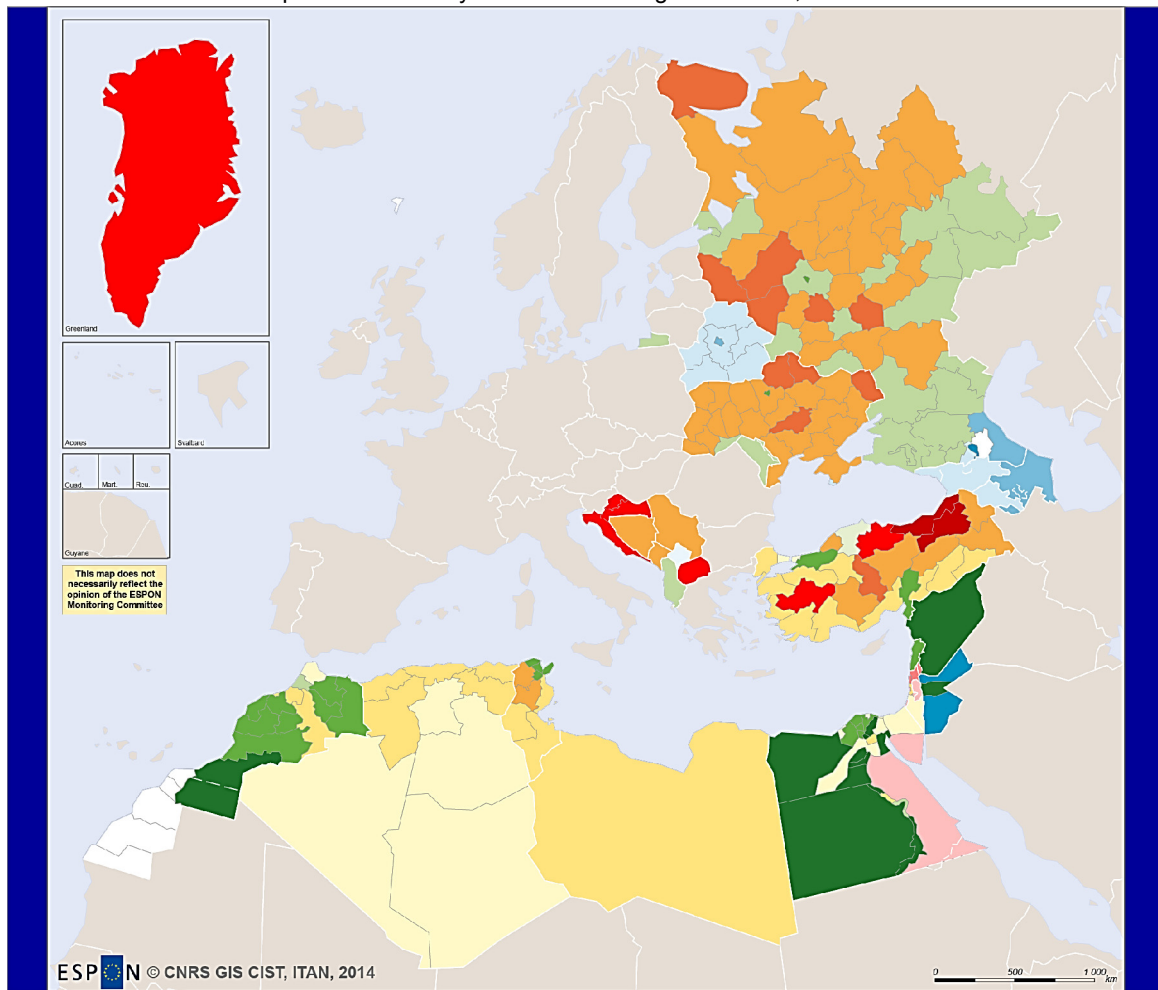 Greenland
Acores
Svalbard
Guad.
Mart.
Reu.
Guyane
This map does not
necessarily reflect the
opinion of the ESPON
Monitoring Committee
ESPON © CNRS GIS CIST, ITAN, 2014
0 500 1 000
km